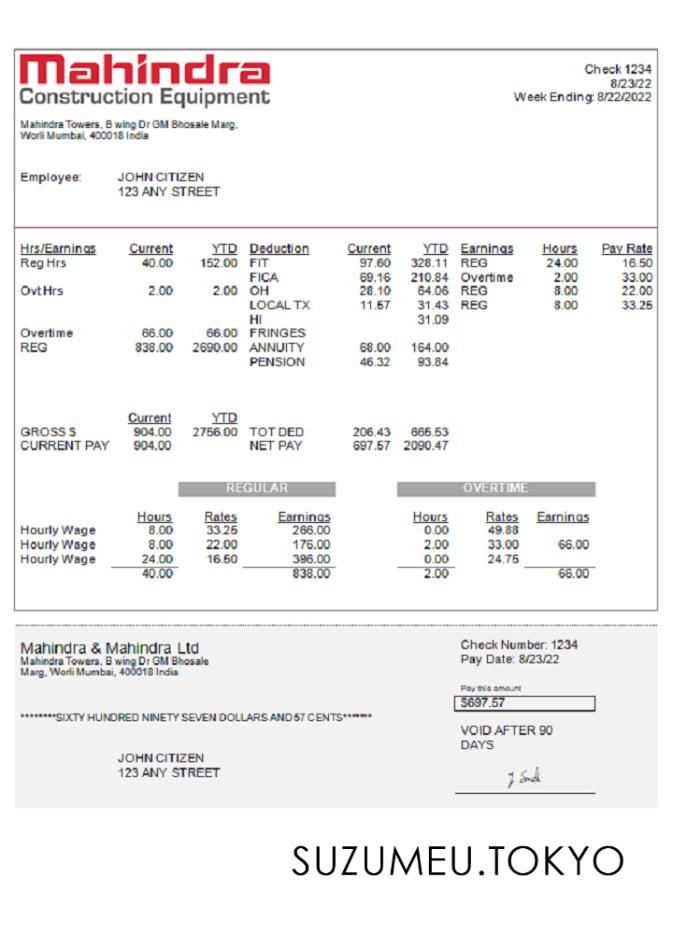 Mahindra
Construction Equipment
Check 1234
8/23/22
Week Ending: 8/22/2022
Mahindra Towers, B wing Dr GM Bhosale Marg,
Worli Mumbai, 400018 India
Employee: JOHN CITIZEN
123 ANY STREET
Hrs/Earnings Current YTD Deduction Current YTD Earnings Hours Pay Rate
Reg Hrs 40.00 152.00 FIT 97.60 328.11 REG 24.00 16.50
FICA 69.16 210.84 Overtime 2.00 33.00
Ovt Hrs 2.00 2.00 OH 28.10 64.06 REG 8.00 22.00
LOCAL TX 11.57 31.43 REG 8.00 33.25
HI 31.09
Overtime 66.00 66.00 FRINGES
REG 838.00 2690.00 ANNUITY 68.00 164.00
PENSION 46.32 93.84
Current YTD
GROSS $ 904.00 2756.00 TOT DED 206.43 665.53
CURRENT PAY 904.00 NET PAY 697.57 2090.47
REGULAR OVERTIME
Hours Rates Earnings Hours Rates Earnings
Hourly Wage 8.00 33.25 266.00 0.00 49.88
Hourly Wage 8.00 22.00 176.00 2.00 33.00 66.00
Hourly Wage 24.00 16.50 396.00 0.00 24.75
40.00 838.00 2.00 66.00
Mahindra & Mahindra Ltd
Mahindra Towers, B wing Dr GM Bhosale
Marg, Worli Mumbai, 400018 India
Check Number: 1234
Pay Date: 8/23/22
Pay this amount
$697.57
********SIXTY HUNDRED NINETY SEVEN DOLLARS AND 57 CENTS*******
VOID AFTER 90
DAYS
JOHN CITIZEN
123 ANY STREET
J Smith
SUZUMEU.TOKYO